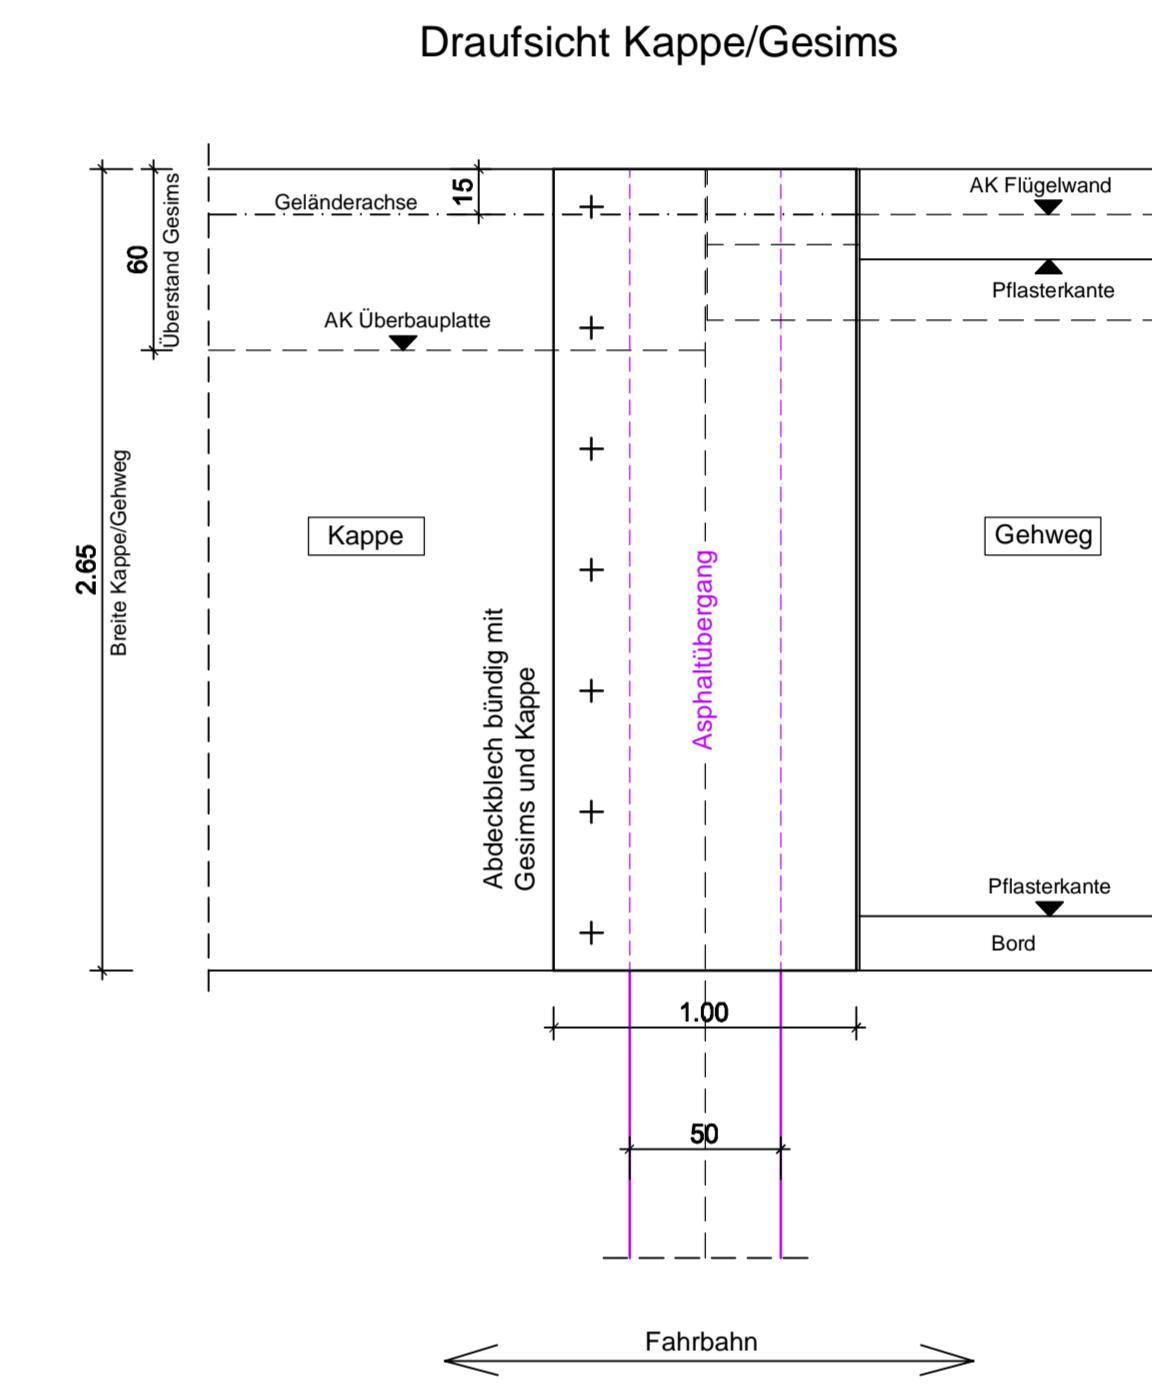 Draufsicht Kappe/Gesims
15
AK Flügelwand
Geländerachse
60
Überstand Gesims
Pflasterkante
AK Überbauplatte
2.65
Breite Kappe/Gehweg
Kappe
Gehweg
Asphaltübergang
Abdeckblech bündig mit
Gesims und Kappe
Pflasterkante
Bord
1.00
50
Fahrbahn